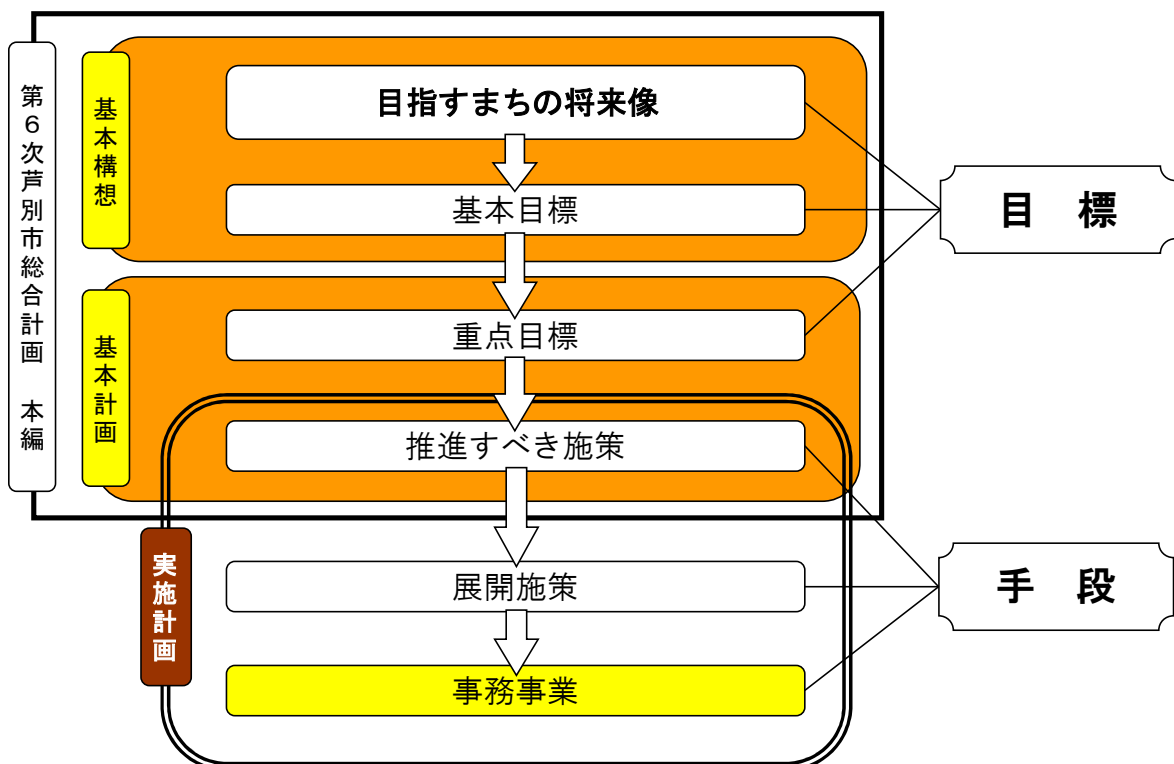 第６次芦別市総合計画　本編
基本構想
目指すまちの将来像
基本目標
目　標
基本計画
重点目標
推進すべき施策
実施計画
展開施策
事務事業
手　段